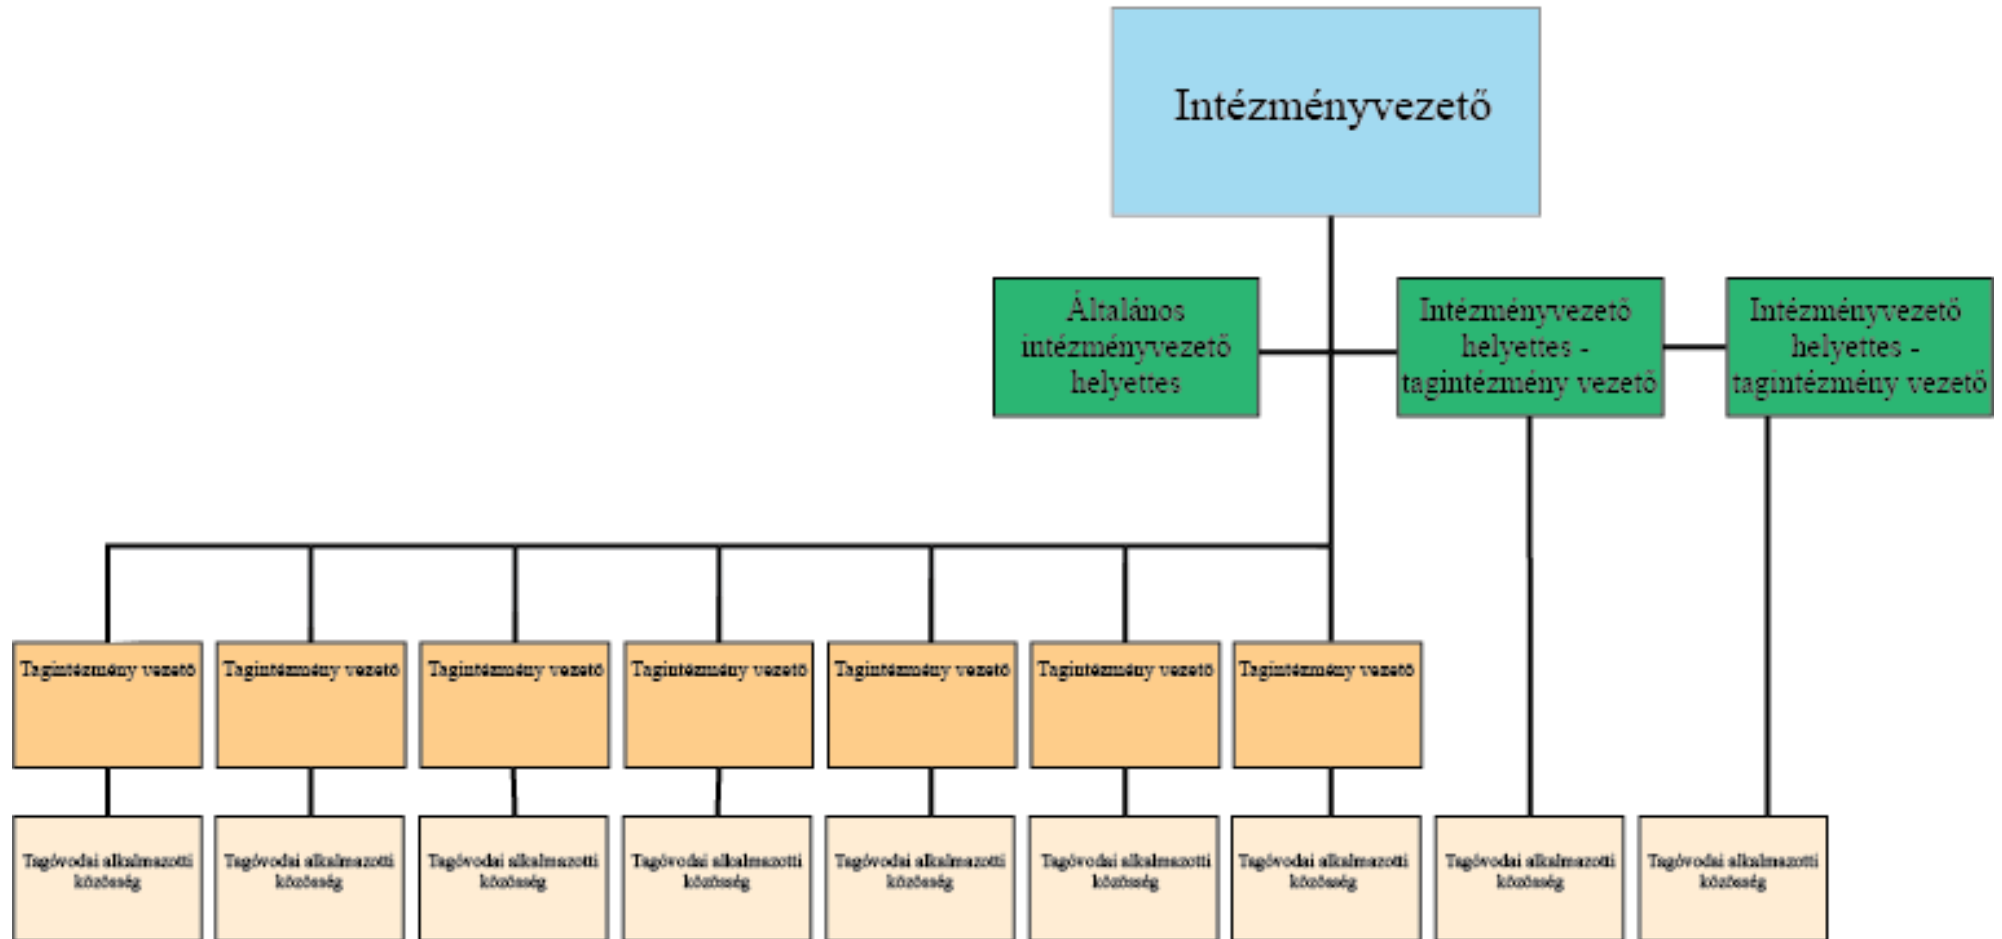 Intézményvezető
Általános
intézményvezető
helyettes
Intézményvezető
helyettes -
tagintézmény vezető
Intézményvezető
helyettes -
tagintézmény vezető
Tagintézmény vezető
Tagintézmény vezető
Tagintézmény vezető
Tagintézmény vezető
Tagintézmény vezető
Tagintézmény vezető
Tagintézmény vezető
Tagóvodai alkalmazotti
közösség
Tagóvodai alkalmazotti
közösség
Tagóvodai alkalmazotti
közösség
Tagóvodai alkalmazotti
közösség
Tagóvodai alkalmazotti
közösség
Tagóvodai alkalmazotti
közösség
Tagóvodai alkalmazotti
közösség
Tagóvodai alkalmazotti
közösség
Tagóvodai alkalmazotti
közösség